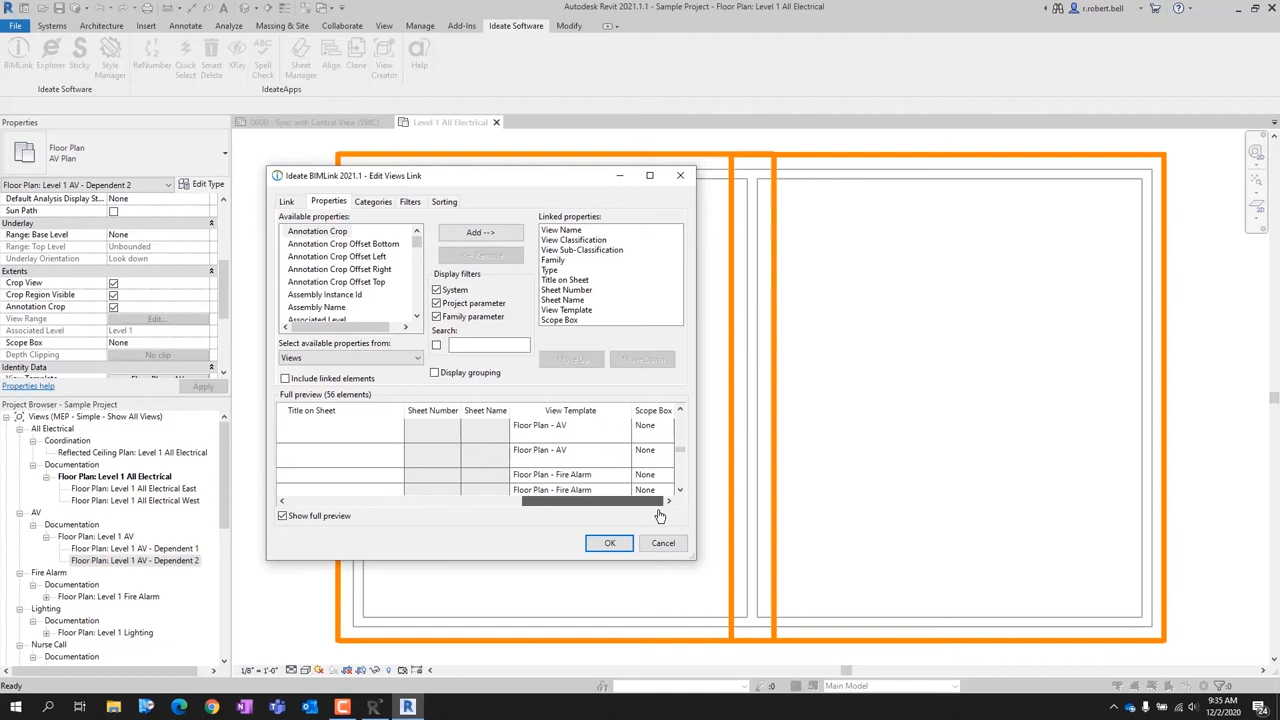 Autodesk Revit 2021.1.1 - Sample Project - Floor Plan: Level 1 All Electrical
r.robert.bell
File Systems Architecture Insert Annotate Analyze Massing & Site Collaborate View Manage Add-Ins Ideate Software Modify
BIMLink Explorer Sticky Style Manager ReNumber Quick Select Smart Delete XRay Spell Check Sheet Manager Align Clone View Creator Help
Ideate Software IdeateApps
Properties
0000 - Sync with Central View (SWC) Level 1 All Electrical
Floor Plan
AV Plan
Floor Plan: Level 1 AV - Dependent 2 Edit Type
Default Analysis Display St... None
Sun Path
Underlay
Range: Base Level None
Range: Top Level Unbounded
Underlay Orientation Look down
Extents
Crop View
Crop Region Visible
Annotation Crop
View Range Edit...
Associated Level Level 1
Scope Box None
Depth Clipping No clip
Identity Data
Properties help Apply
Project Browser - Sample Project
Views (MEP - Simple - Show All Views)
All Electrical
Coordination
Reflected Ceiling Plan: Level 1 All Electrical
Documentation
Floor Plan: Level 1 All Electrical
Floor Plan: Level 1 All Electrical East
Floor Plan: Level 1 All Electrical West
AV
Documentation
Floor Plan: Level 1 AV
Floor Plan: Level 1 AV - Dependent 1
Floor Plan: Level 1 AV - Dependent 2
Fire Alarm
Documentation
Floor Plan: Level 1 Fire Alarm
Lighting
Documentation
Floor Plan: Level 1 Lighting
Nurse Call
Documentation
Ideate BIMLink 2021.1 - Edit Views Link
Link Properties Categories Filters Sorting
Available properties:
Annotation Crop
Annotation Crop Offset Bottom
Annotation Crop Offset Left
Annotation Crop Offset Right
Annotation Crop Offset Top
Assembly Instance Id
Assembly Name
Associated Level
Select available properties from:
Views
Include linked elements
Add -->
<-- Remove
Display filters
System
Project parameter
Family parameter
Search:
Display grouping
Linked properties:
View Name
View Classification
View Sub-Classification
Family
Type
Title on Sheet
Sheet Number
Sheet Name
View Template
Scope Box
Move Up Move Down
Full preview (56 elements)
Title on Sheet Sheet Number Sheet Name View Template Scope Box
Floor Plan - AV None
Floor Plan - AV None
Floor Plan - Fire Alarm None
Floor Plan - Fire Alarm None
Show full preview
OK Cancel
1/8" = 1'-0"
Ready
:0 Main Model :0
9:35 AM
12/2/2020
24